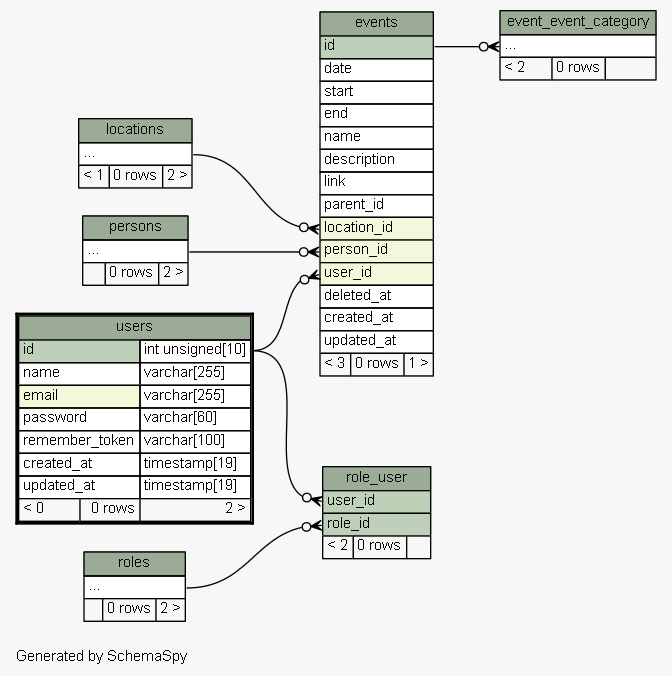 events
id
date
start
end
name
description
link
parent_id
location_id
person_id
user_id
deleted_at
created_at
updated_at
< 3 0 rows 1 >
event_event_category
...
< 2 0 rows
locations
...
< 1 0 rows 2 >
persons
...
0 rows 2 >
users
id int unsigned[10]
name varchar[255]
email varchar[255]
password varchar[60]
remember_token varchar[100]
created_at timestamp[19]
updated_at timestamp[19]
< 0 0 rows 2 >
role_user
user_id
role_id
< 2 0 rows
roles
...
0 rows 2 >
Generated by SchemaSpy